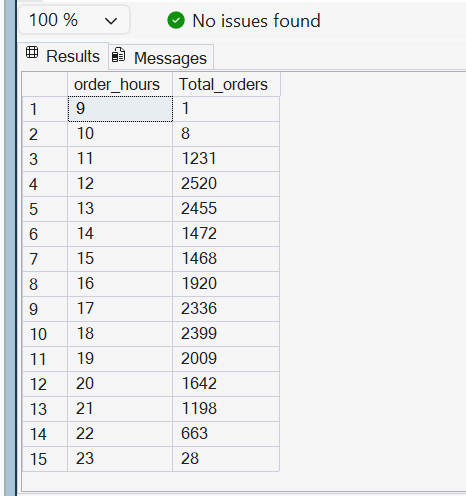 100 % No issues found
Results Messages
order_hours Total_orders
1 9 1
2 10 8
3 11 1231
4 12 2520
5 13 2455
6 14 1472
7 15 1468
8 16 1920
9 17 2336
10 18 2399
11 19 2009
12 20 1642
13 21 1198
14 22 663
15 23 28